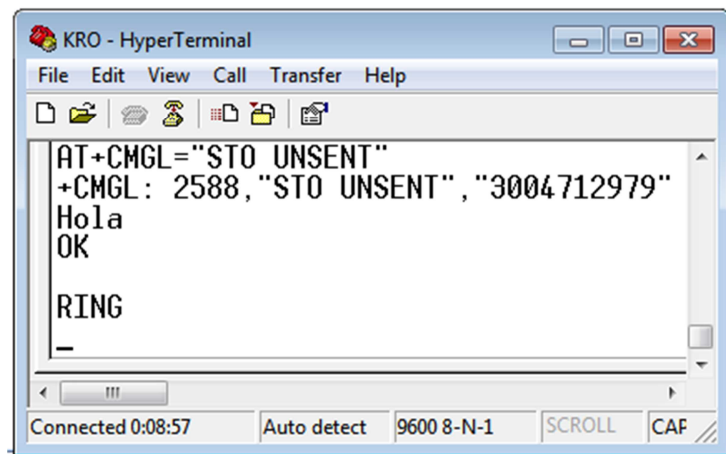 KRO - HyperTerminal
File Edit View Call Transfer Help
AT+CMGL="STO UNSENT"
+CMGL: 2588,"STO UNSENT","3004712979"
Hola
OK
RING
Connected 0:08:57 Auto detect 9600 8-N-1 SCROLL CAP